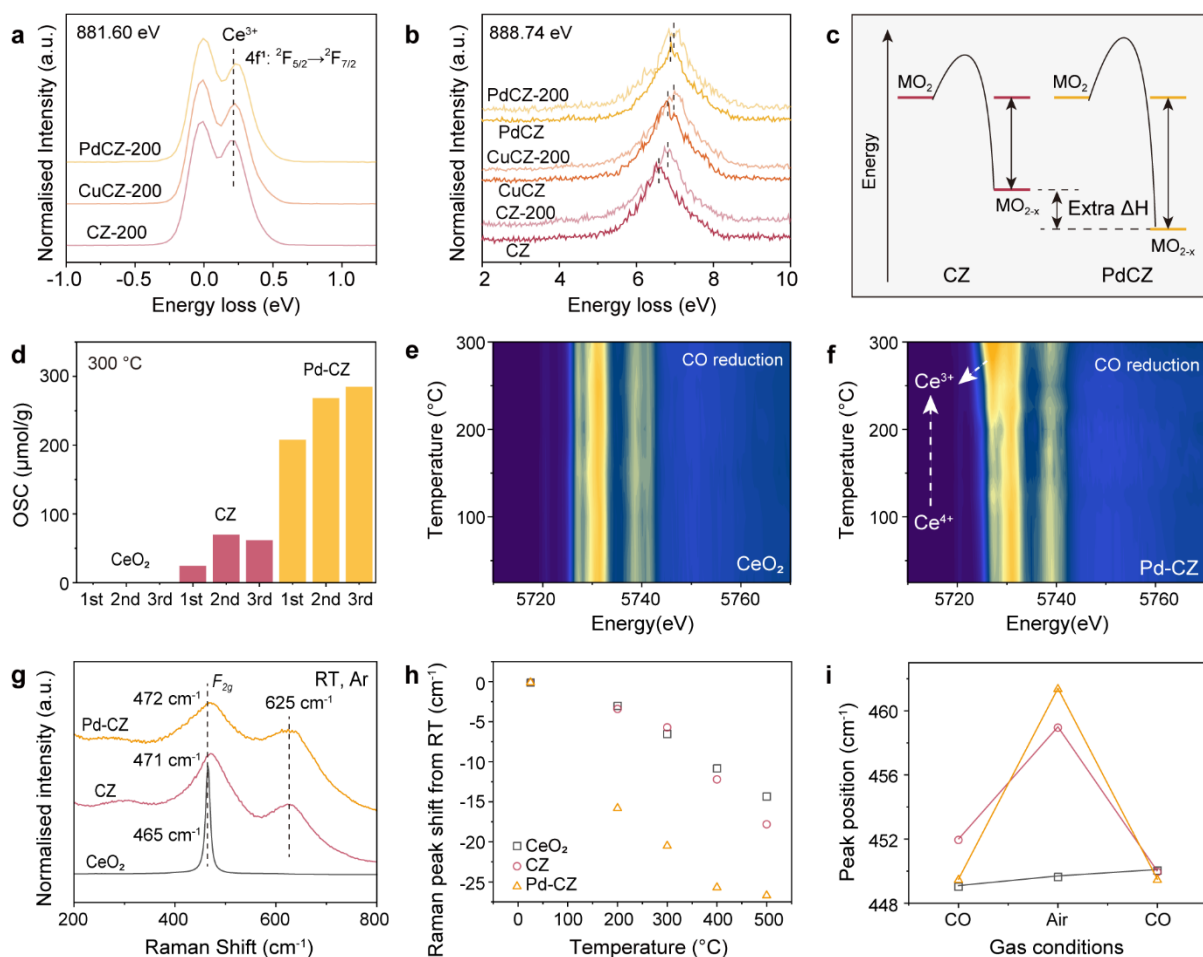 a
881.60 eV
Ce³⁺
4f¹: ²F₅/₂→²F₇/₂
PdCZ-200
CuCZ-200
CZ-200
Normalised Intensity (a.u.)
-1.0 -0.5 0.0 0.5 1.0
Energy loss (eV)
b
888.74 eV
PdCZ-200
PdCZ
CuCZ-200
CuCZ
CZ-200
CZ
Normalised Intensity (a.u.)
2 4 6 8 10
Energy loss (eV)
c
Energy
MO₂
MO₂
MO₂₋ₓ
Extra ΔH
MO₂₋ₓ
CZ
PdCZ
d
300 °C
Pd-CZ
CZ
CeO₂
OSC (μmol/g)
400
300
200
100
0
1st 2nd 3rd 1st 2nd 3rd 1st 2nd 3rd
e
CO reduction
CeO₂
Temperature (°C)
300
200
100
5720 5740 5760
Energy(eV)
f
CO reduction
Ce³⁺
Ce⁴⁺
Pd-CZ
Temperature (°C)
300
200
100
5720 5740 5760
Energy(eV)
g
RT, Ar
F₂g
472 cm⁻¹
625 cm⁻¹
Pd-CZ
471 cm⁻¹
CZ
465 cm⁻¹
CeO₂
Normalised intensity (a.u.)
200 400 600 800
Raman Shift (cm⁻¹)
h
Raman peak shift from RT (cm⁻¹)
0
-5
-10
-15
-20
-25
CeO₂
CZ
Pd-CZ
0 100 200 300 400 500
Temperature (°C)
i
Peak position (cm⁻¹)
460
456
452
448
CO Air CO
Gas conditions